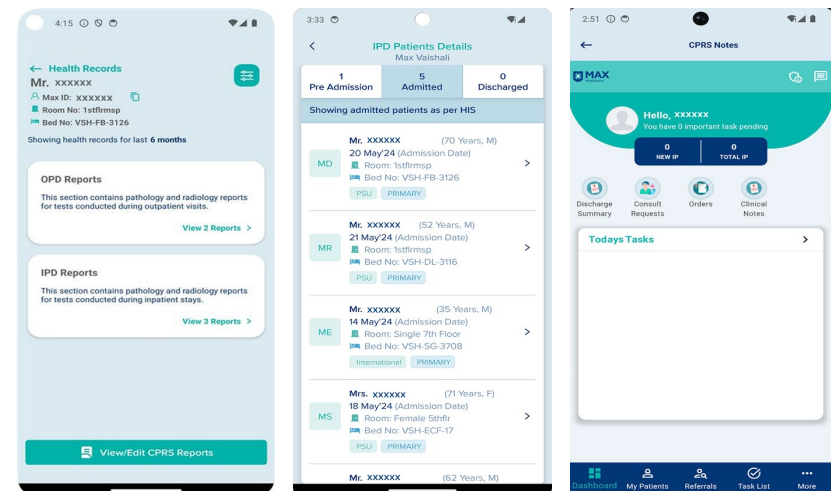 4:15
← Health Records
Mr. xxxxxx
Max ID: xxxxxx
Room No: 1stflrmsp
Bed No: VSH-FB-3126
Showing health records for last 6 months
OPD Reports
This section contains pathology and radiology reports
for tests conducted during outpatient visits.
View 2 Reports >
IPD Reports
This section contains pathology and radiology reports
for tests conducted during inpatient stays.
View 3 Reports >
View/Edit CPRS Reports
3:33
IPD Patients Details
Max Vaishali
1 5 0
Pre Admission Admitted Discharged
Showing admitted patients as per HIS
Mr. xxxxxx (70 Years, M)
MD 20 May'24 (Admission Date) >
Room: 1stflrmsp
Bed No: VSH-FB-3126
PSU PRIMARY
Mr. xxxxxx (52 Years, M)
MR 21 May'24 (Admission Date) >
Room: 1stflrmsp
Bed No: VSH-DL-3116
PSU PRIMARY
Mr. xxxxxx (35 Years, M)
ME 14 May'24 (Admission Date) >
Room: Single 7th Floor
Bed No: VSH-SG-3708
International PRIMARY
Mrs. xxxxxx (71 Years, F)
MS 18 May'24 (Admission Date) >
Room: Female 5thflr
Bed No: VSH-ECF-17
PSU PRIMARY
Mr. xxxxxx (62 Years, M)
2:51
← CPRS Notes
MAX
Healthcare
Hello, xxxxxx
You have 0 important task pending
0 0
NEW IP TOTAL IP
Discharge Summary
Consult Requests
Orders
Clinical Notes
Todays Tasks >
Dashboard My Patients Referrals Task List More